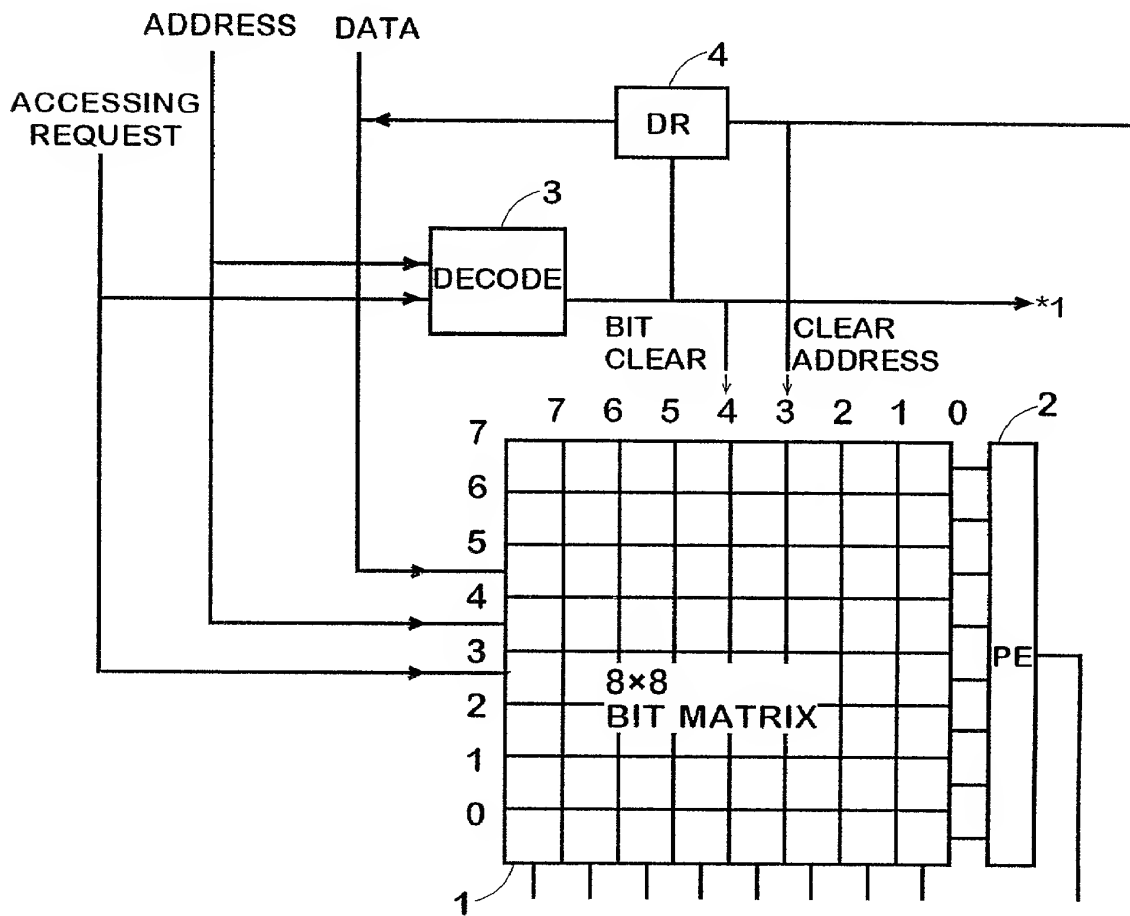 ADDRESS DATA
4
ACCESSING
REQUEST
DR
3
DECODE
*1
BIT
CLEAR
CLEAR
ADDRESS
7 6 5 4 3 2 1 0
2
7
6
5
4
3
2
1
0
8×8
BIT MATRIX
PE
1